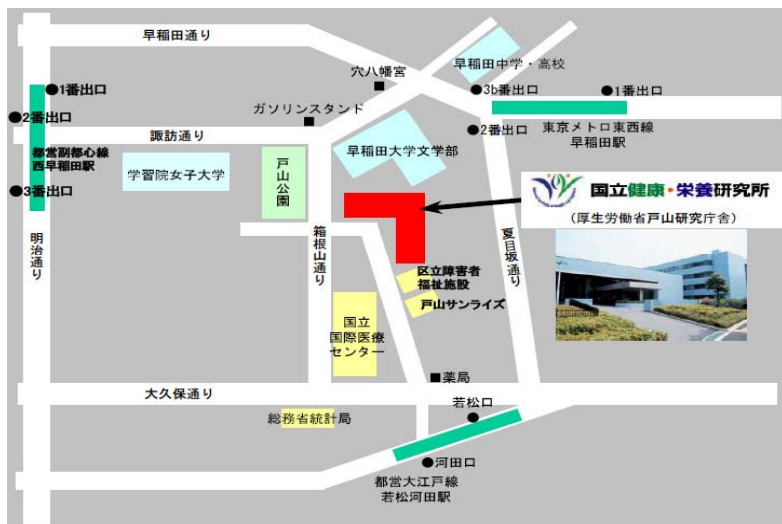 早稲田通り
早稲田中学・高校
穴八幡宮
●1番出口
●3b番出口
●1番出口
ガソリンスタンド
●2番出口
諏訪通り
●2番出口
東京メトロ東西線
早稲田駅
都営副都心線
西早稲田駅
早稲田大学文学部
学習院女子大学
戸山公園
●3番出口
国立健康・栄養研究所
(厚生労働省戸山研究庁舎)
明治通り
箱根山通り
夏目坂通り
区立障害者
福祉施設
戸山サンライズ
国立
国際医療
センター
薬局
大久保通り
若松口
総務省統計局
●河田口
都営大江戸線
若松河田駅